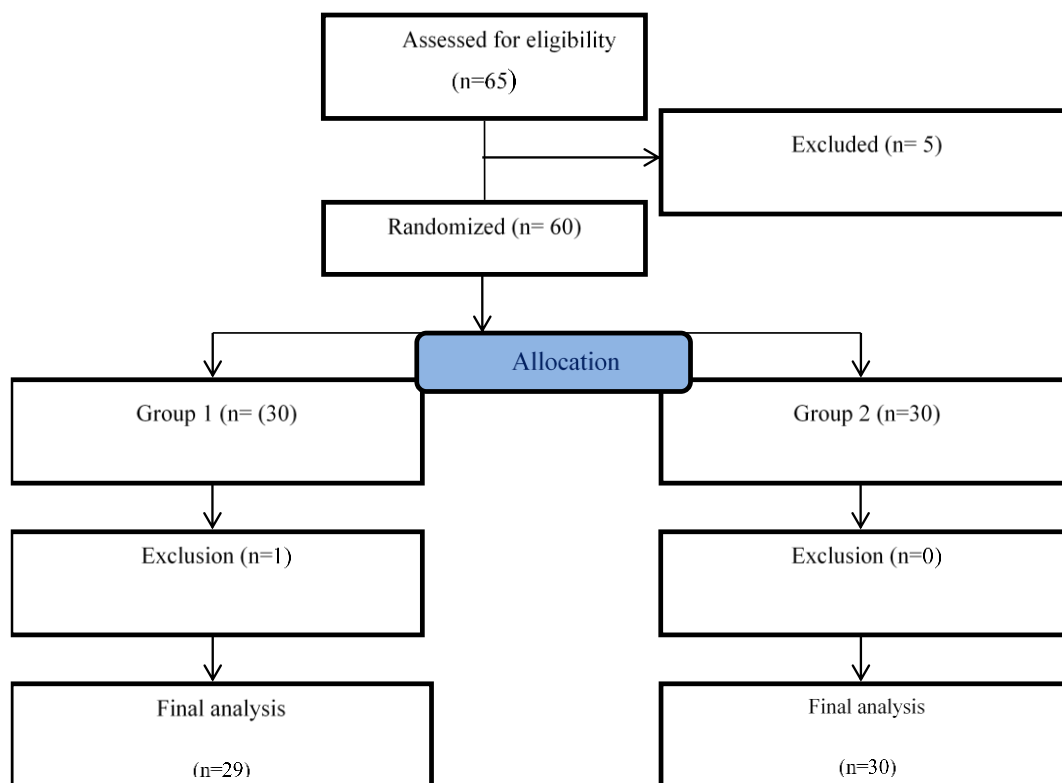 Assessed for eligibility
(n=65)
Excluded (n= 5)
Randomized (n= 60)
Allocation
Group 1 (n= (30)
Group 2 (n=30)
Exclusion (n=1)
Exclusion (n=0)
Final analysis
(n=29)
Final analysis
(n=30)